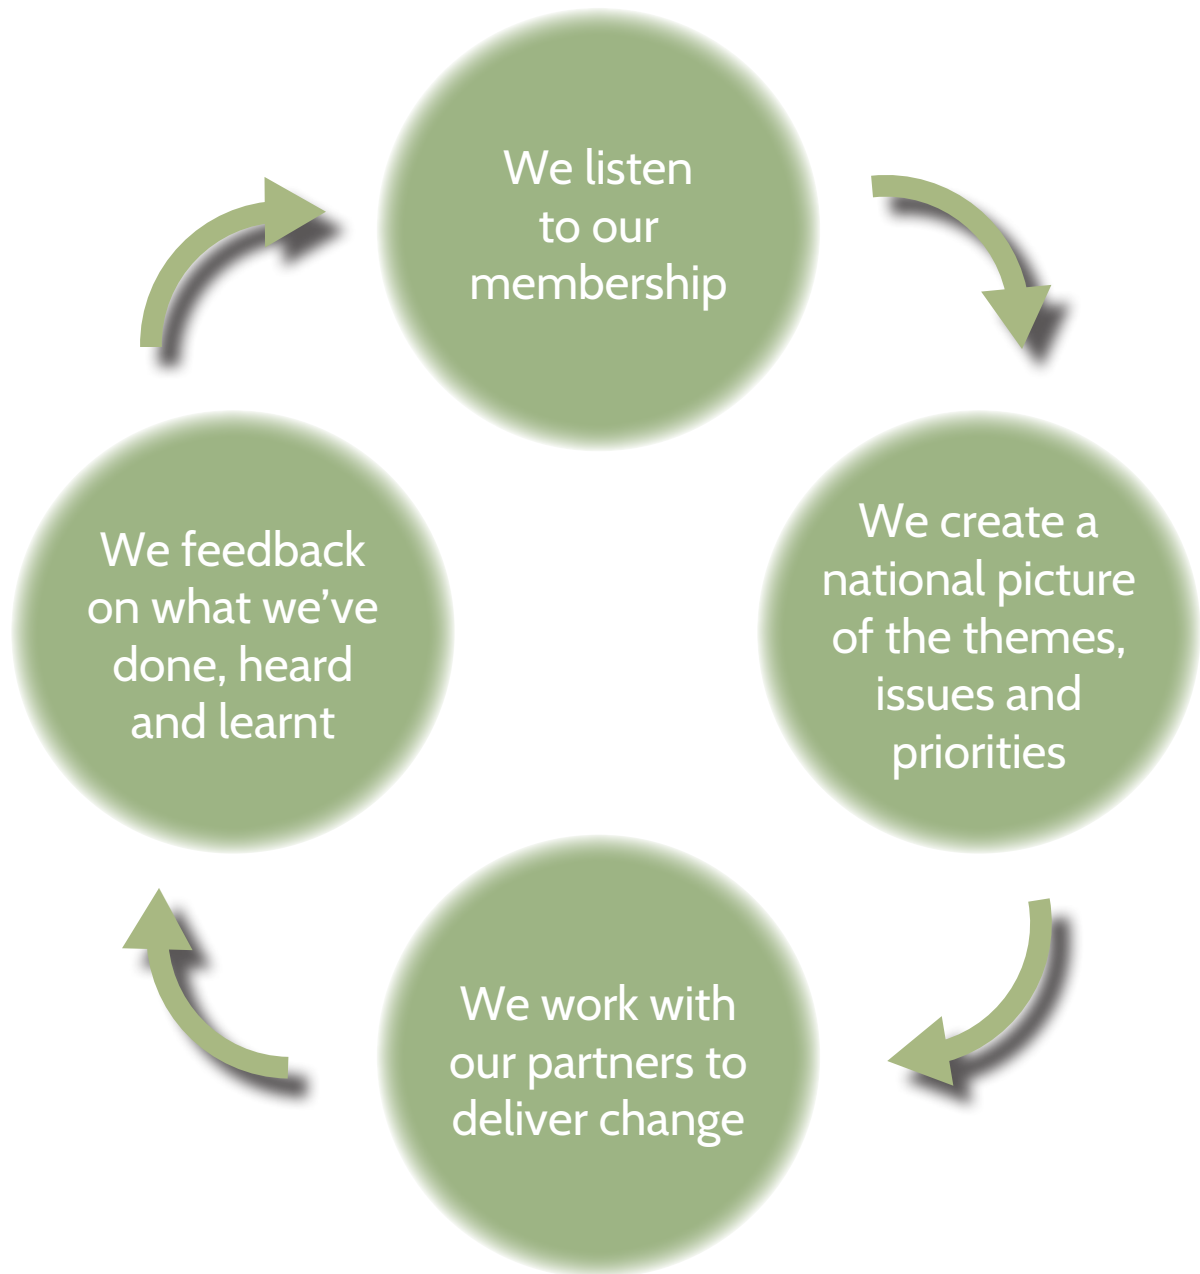 We listen
to our
membership
We create a
national picture
of the themes,
issues and
priorities
We work with
our partners to
deliver change
We feedback
on what we’ve
done, heard
and learnt